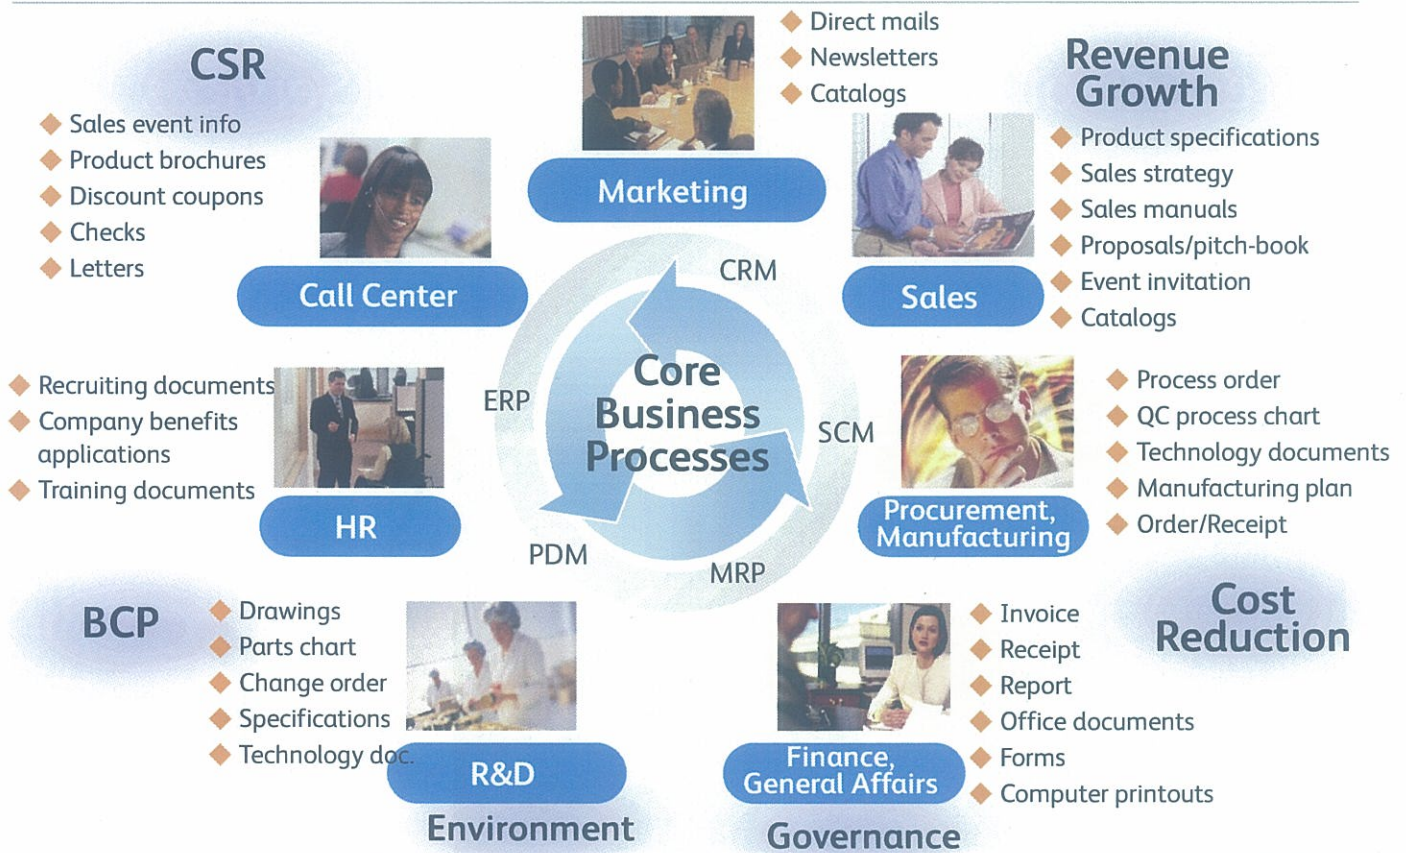 CSR
Sales event info
Product brochures
Discount coupons
Checks
Letters
Call Center
Direct mails
Newsletters
Catalogs
Marketing
Revenue
Growth
Product specifications
Sales strategy
Sales manuals
Proposals/pitch-book
Event invitation
Catalogs
Sales
Core
Business
Processes
CRM
SCM
MRP
PDM
ERP
Recruiting documents
Company benefits
applications
Training documents
HR
Process order
QC process chart
Technology documents
Manufacturing plan
Order/Receipt
Procurement,
Manufacturing
BCP
Drawings
Parts chart
Change order
Specifications
Technology doc.
R&D
Environment
Invoice
Receipt
Report
Office documents
Forms
Computer printouts
Finance,
General Affairs
Governance
Cost
Reduction